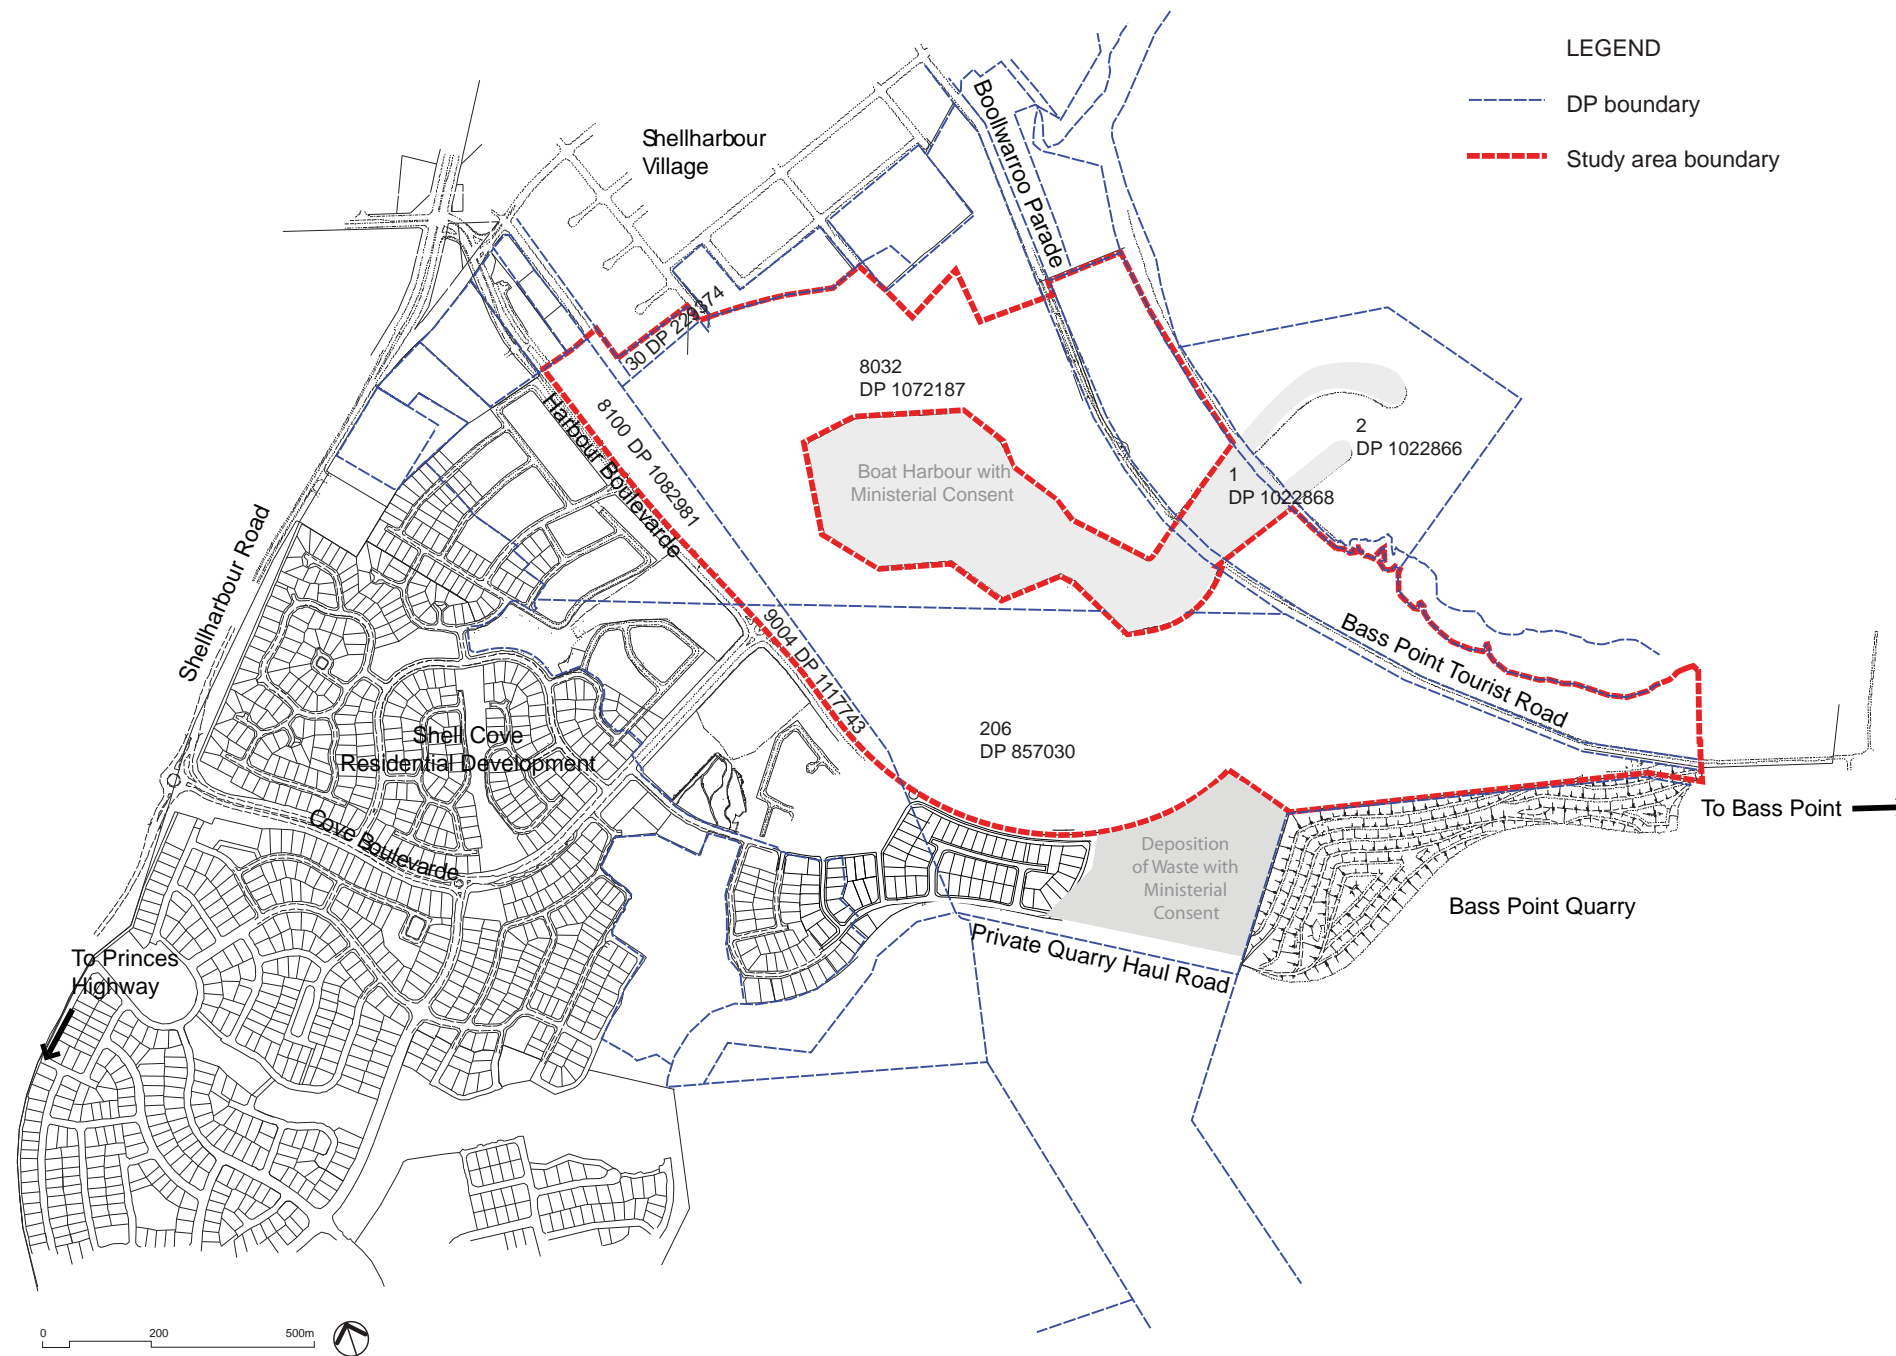 LEGEND
DP boundary
Study area boundary
Shellharbour
Village
Boollwarroo Parade
30 DP 229374
8032
DP 1072187
8100 DP 1082981
Harbour Boulevarde
Boat Harbour with
Ministerial Consent
2
DP 1022866
1
DP 1022868
Shellharbour Road
9004 DP 1117743
Bass Point Tourist Road
206
DP 857030
Shell Cove
Residential Development
To Bass Point
Cove Boulevarde
Deposition
of Waste with
Ministerial
Consent
Bass Point Quarry
Private Quarry Haul Road
To Princes
Highway
0 200 500m